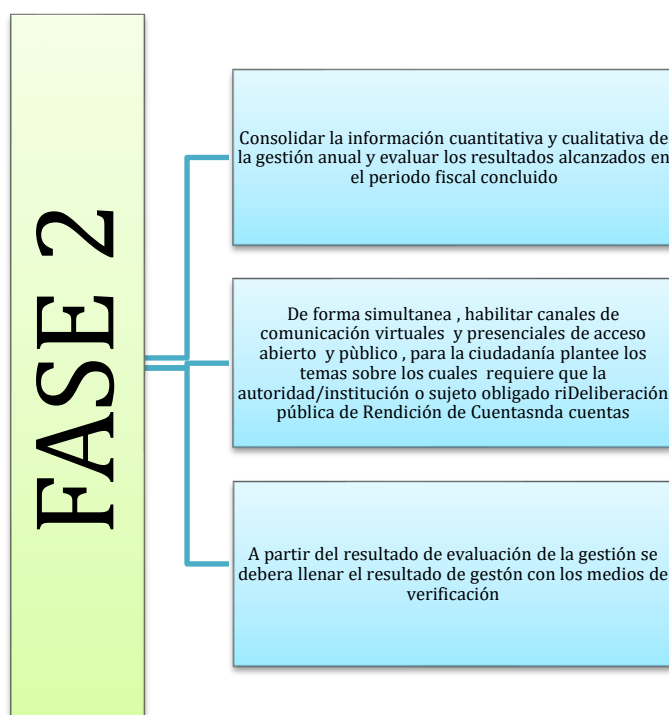 FASE 2
Consolidar la información cuantitativa y cualitativa de
la gestión anual y evaluar los resultados alcanzados en
el periodo fiscal concluido
De forma simultanea , habilitar canales de
comunicación virtuales y presenciales de acceso
abierto y pùblico , para la ciudadanía plantee los
temas sobre los cuales requiere que la
autoridad/institución o sujeto obligado riDeliberación
pública de Rendición de Cuentasnda cuentas
A partir del resultado de evaluación de la gestión se
debera llenar el resultado de gestón con los medios de
verificación